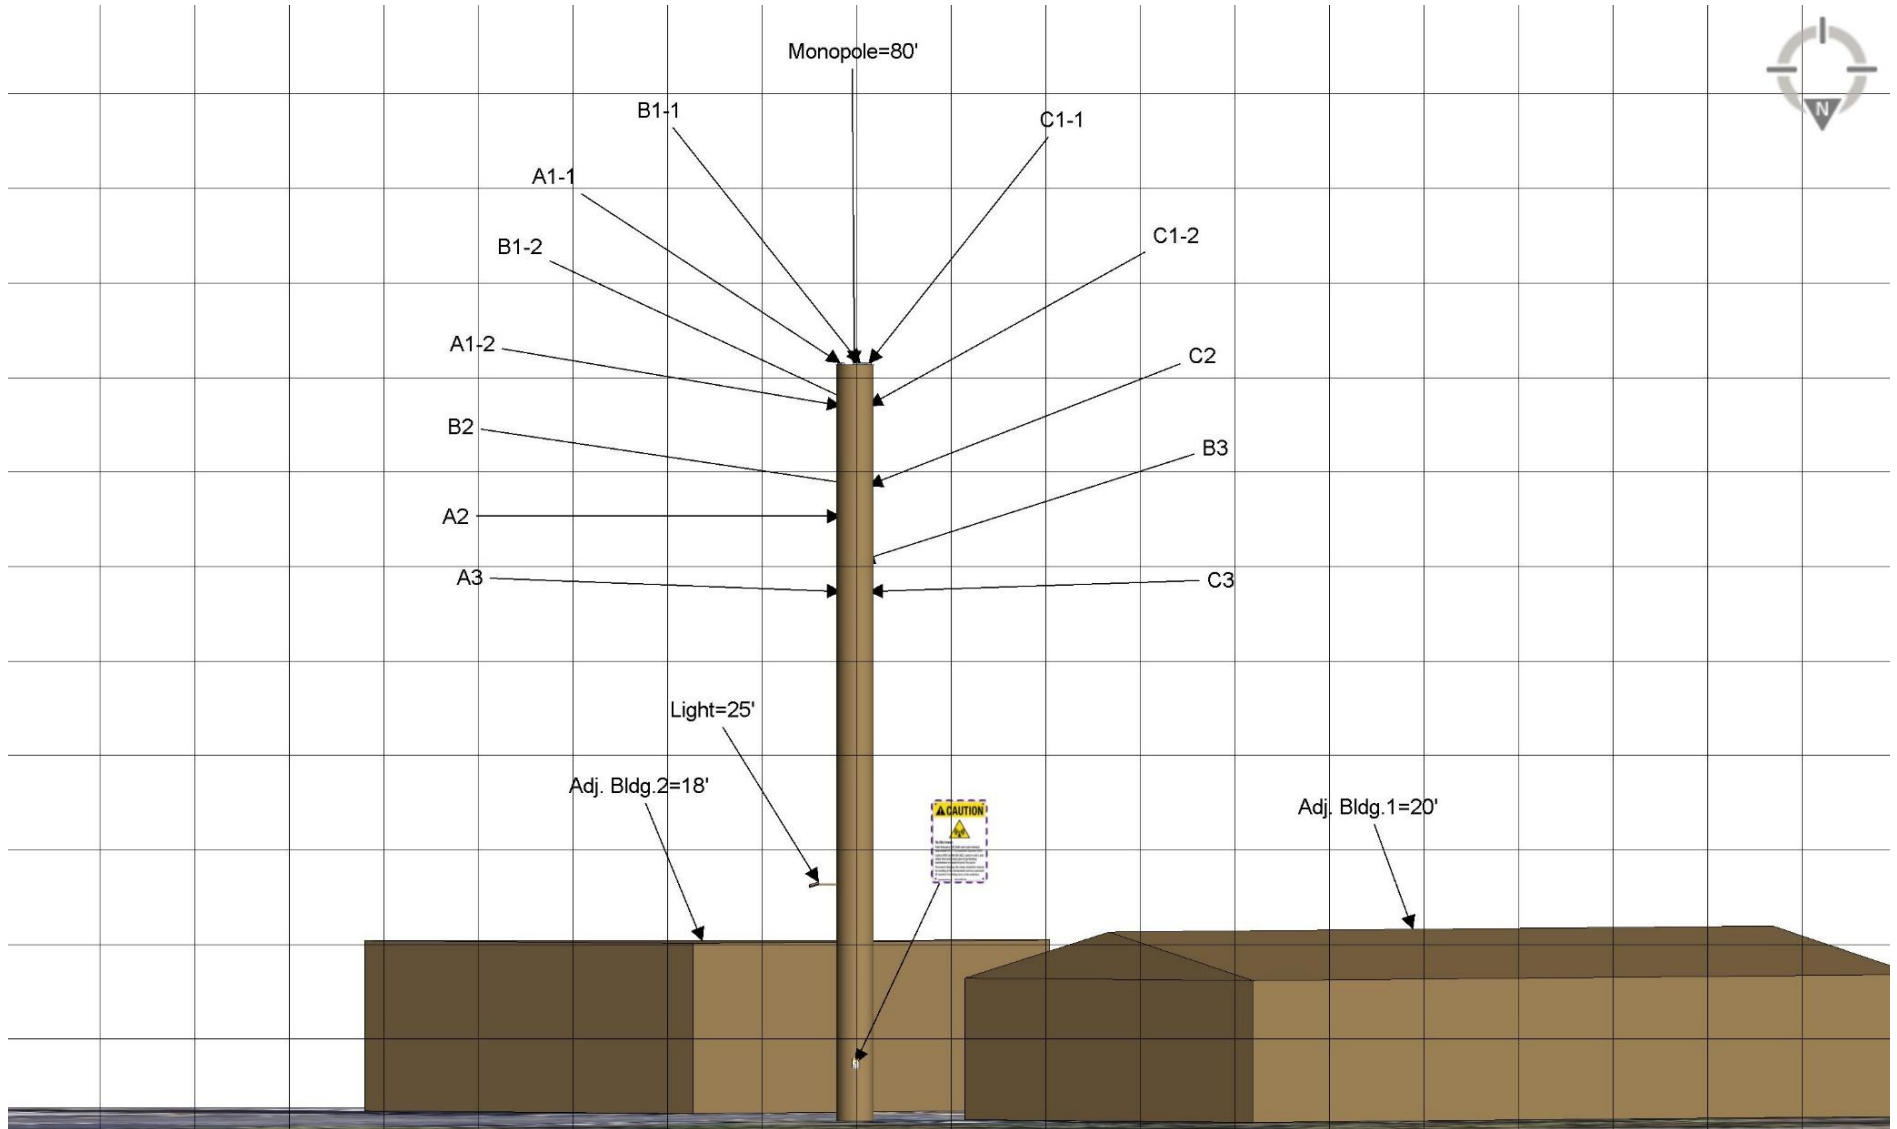 Monopole=80'
B1-1
C1-1
A1-1
C1-2
B1-2
A1-2
C2
B2
B3
A2
A3
C3
Light=25'
Adj. Bldg.2=18'
CAUTION
Adj. Bldg.1=20'
N